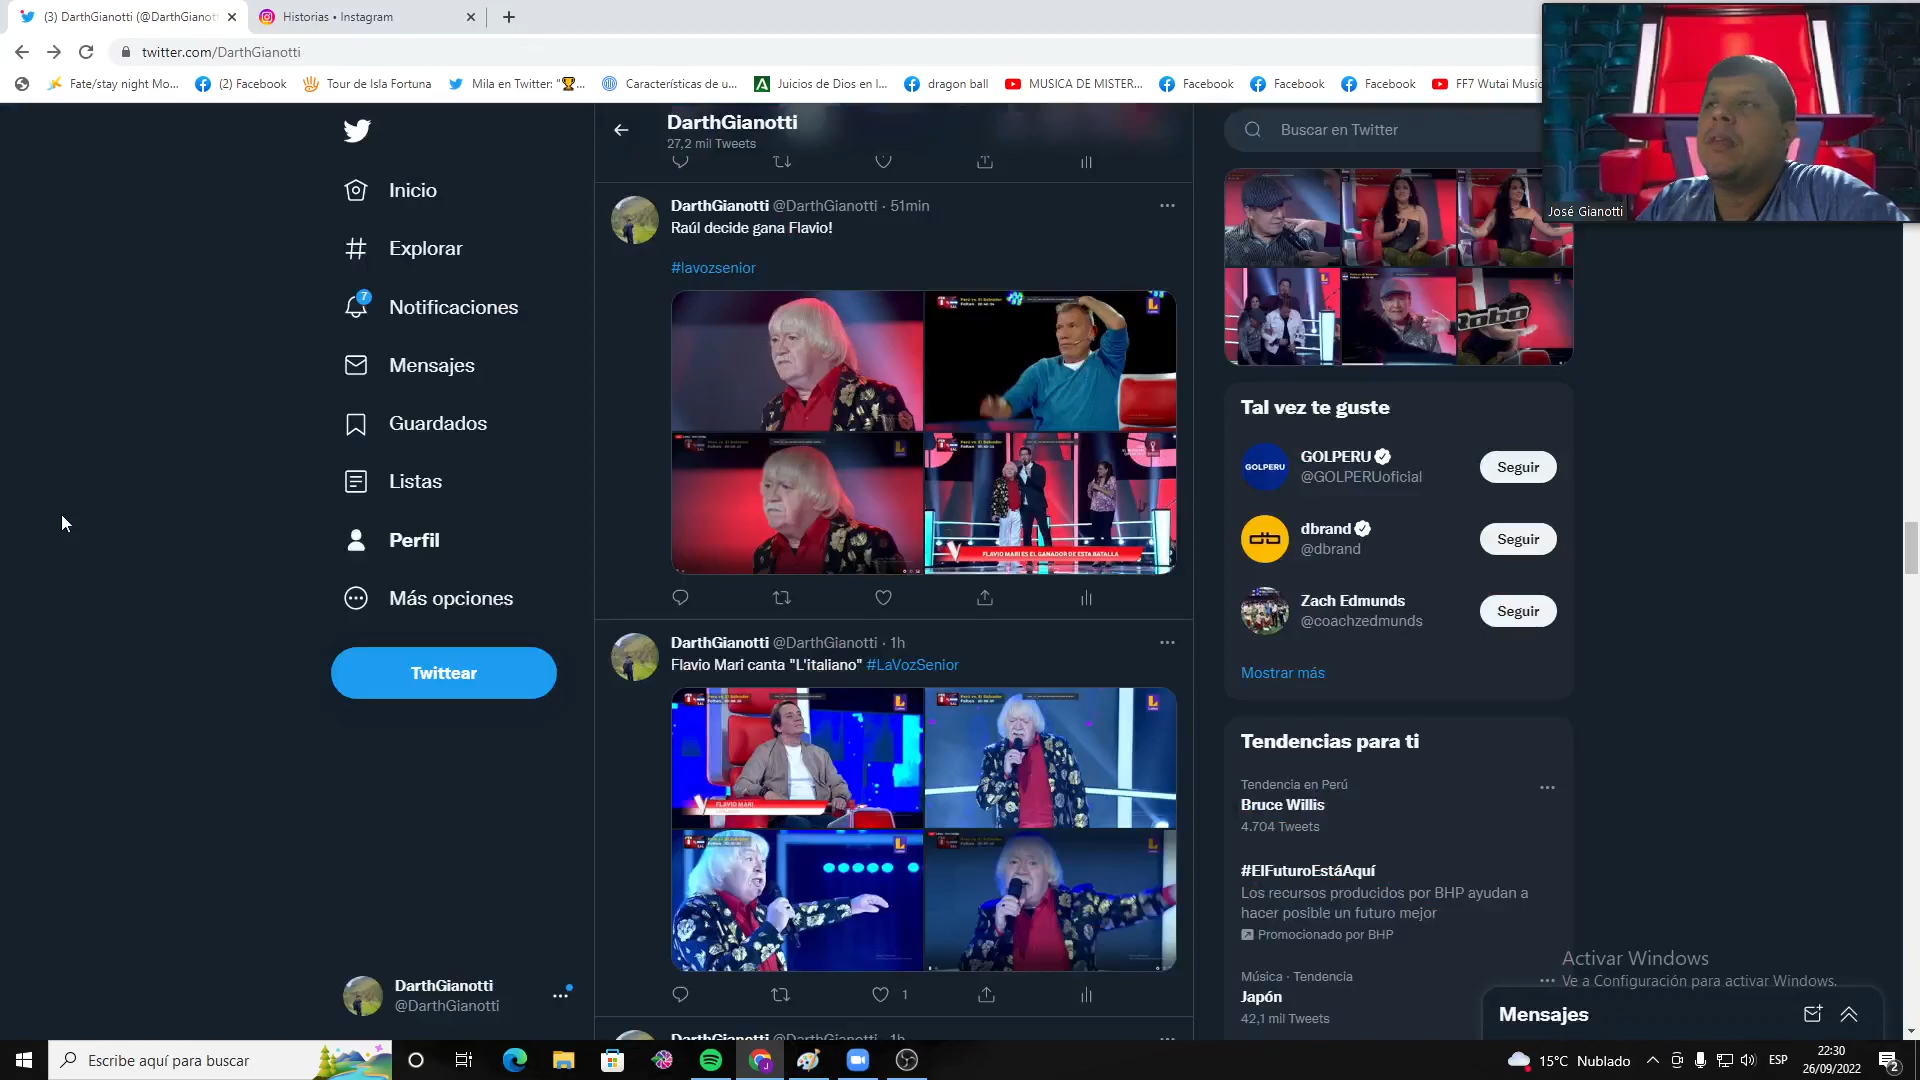 (3) DarthGianotti (@DarthGianott
Historias • Instagram
twitter.com/DarthGianotti
Fate/stay night Mo...
(2) Facebook
Tour de Isla Fortuna
Mila en Twitter: "🏆...
Características de u...
Juicios de Dios en l...
dragon ball
MUSICA DE MISTER...
Facebook
Facebook
Facebook
FF7 Wutai Music
José Gianotti
Inicio
Explorar
7
Notificaciones
Mensajes
Guardados
Listas
Perfil
Más opciones
Twittear
DarthGianotti
@DarthGianotti
DarthGianotti
27,2 mil Tweets
DarthGianotti @DarthGianotti · 51min
Raúl decide gana Flavio!
#lavozsenior
FLAVIO MARI ES EL GANADOR DE ESTA BATALLA
DarthGianotti @DarthGianotti · 1h
Flavio Mari canta "L'italiano" #LaVozSenior
FLAVIO MARI
1
DarthGianotti @DarthGianotti · 1h
Buscar en Twitter
Tal vez te guste
GOLPERU
GOLPERU
@GOLPERUoficial
Seguir
dbrand
@dbrand
Seguir
Zach Edmunds
@coachzedmunds
Seguir
Mostrar más
Tendencias para ti
Tendencia en Perú
Bruce Willis
4.704 Tweets
#ElFuturoEstáAquí
Los recursos producidos por BHP ayudan a
hacer posible un futuro mejor
Promocionado por BHP
Música · Tendencia
Japón
42,1 mil Tweets
Activar Windows
Ve a Configuración para activar Windows.
Mensajes
Escribe aquí para buscar
15°C Nublado
ESP
22:30
26/09/2022
2